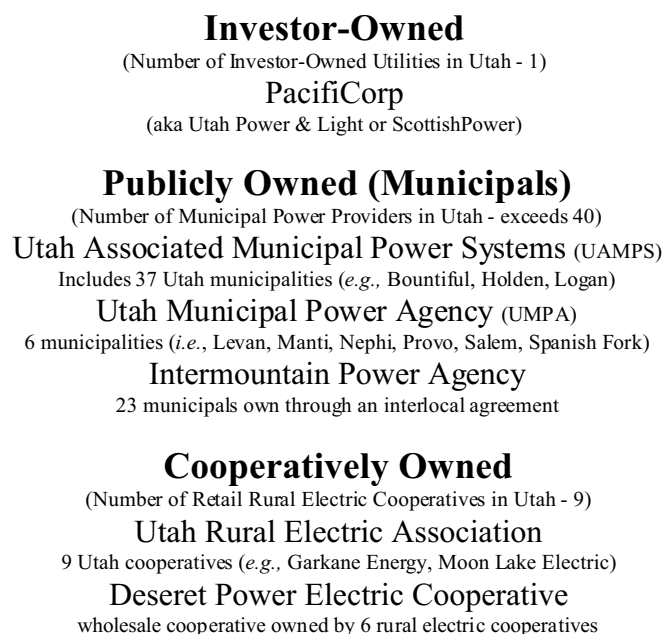 Investor-Owned
(Number of Investor-Owned Utilities in Utah - 1)
PacifiCorp
(aka Utah Power & Light or ScottishPower)
Publicly Owned (Municipals)
(Number of Municipal Power Providers in Utah - exceeds 40)
Utah Associated Municipal Power Systems (UAMPS)
Includes 37 Utah municipalities (e.g., Bountiful, Holden, Logan)
Utah Municipal Power Agency (UMPA)
6 municipalities (i.e., Levan, Manti, Nephi, Provo, Salem, Spanish Fork)
Intermountain Power Agency
23 municipals own through an interlocal agreement
Cooperatively Owned
(Number of Retail Rural Electric Cooperatives in Utah - 9)
Utah Rural Electric Association
9 Utah cooperatives (e.g., Garkane Energy, Moon Lake Electric)
Deseret Power Electric Cooperative
wholesale cooperative owned by 6 rural electric cooperatives